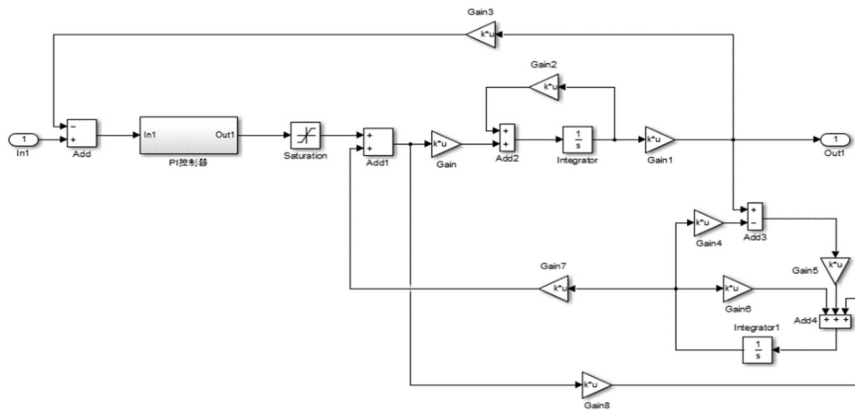 Gain3
k*u
Gain2
k*u
1
In1
−
+
Add
In1
Out1
PI控制器
Saturation
+
+
Add1
k*u
Gain
+
+
Add2
1
s
Integrator
k*u
Gain1
1
Out1
k*u
Gain4
+
−
Add3
k*u
Gain5
Gain7
k*u
k*u
Gain6
Add4
+ + +
Integrator1
1
s
k*u
Gain8